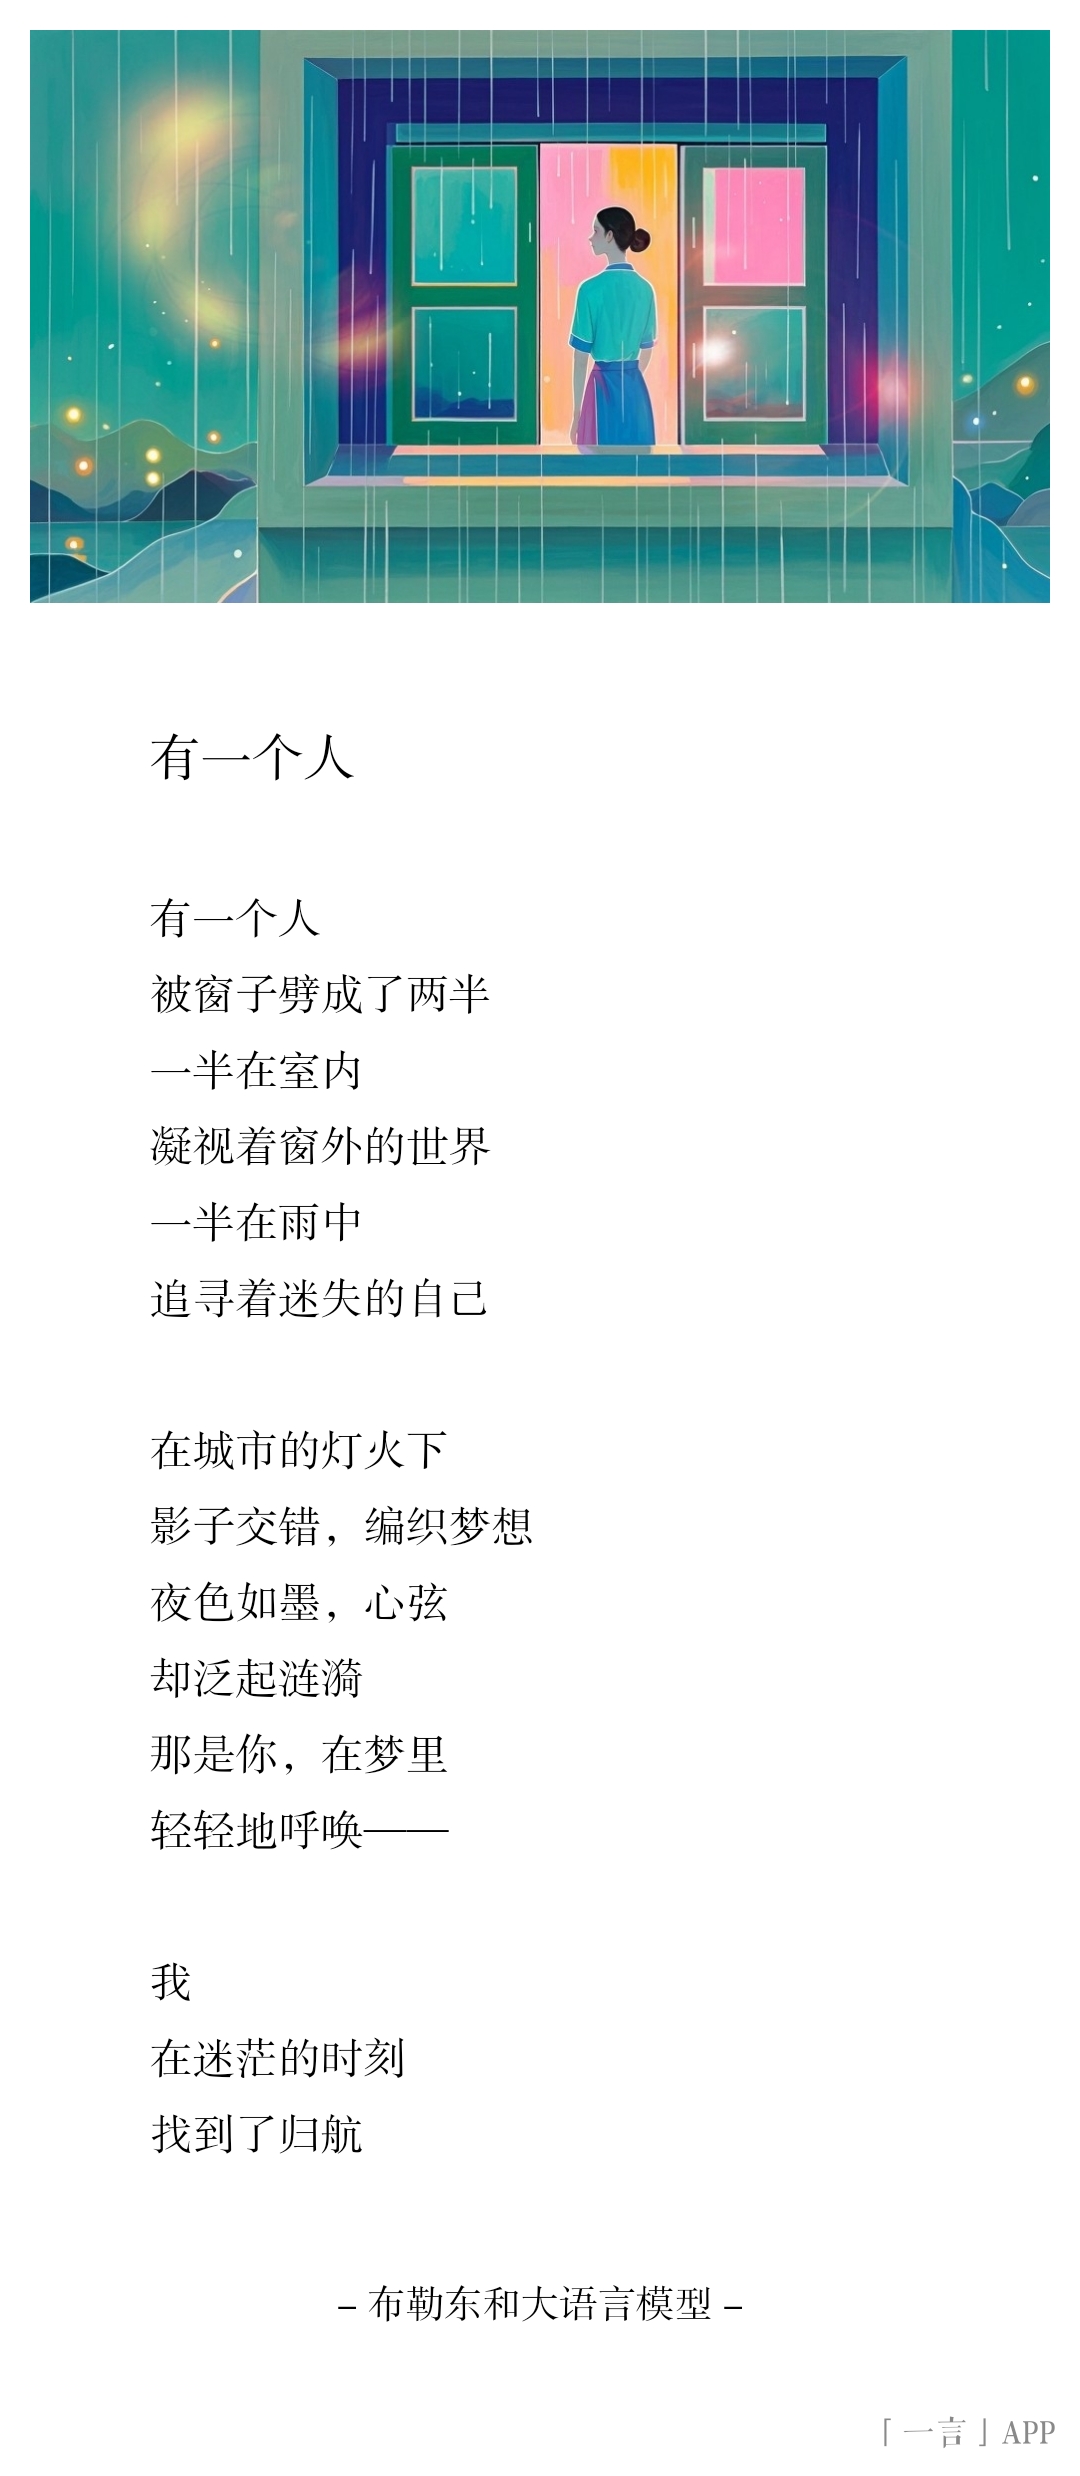 有一个人
有一个人
被窗子劈成了两半
一半在室内
凝视着窗外的世界
一半在雨中
追寻着迷失的自己
在城市的灯火下
影子交错，编织梦想
夜色如墨，心弦
却泛起涟漪
那是你，在梦里
轻轻地呼唤——
我
在迷茫的时刻
找到了归航
– 布勒东和大语言模型 –
「一言」APP